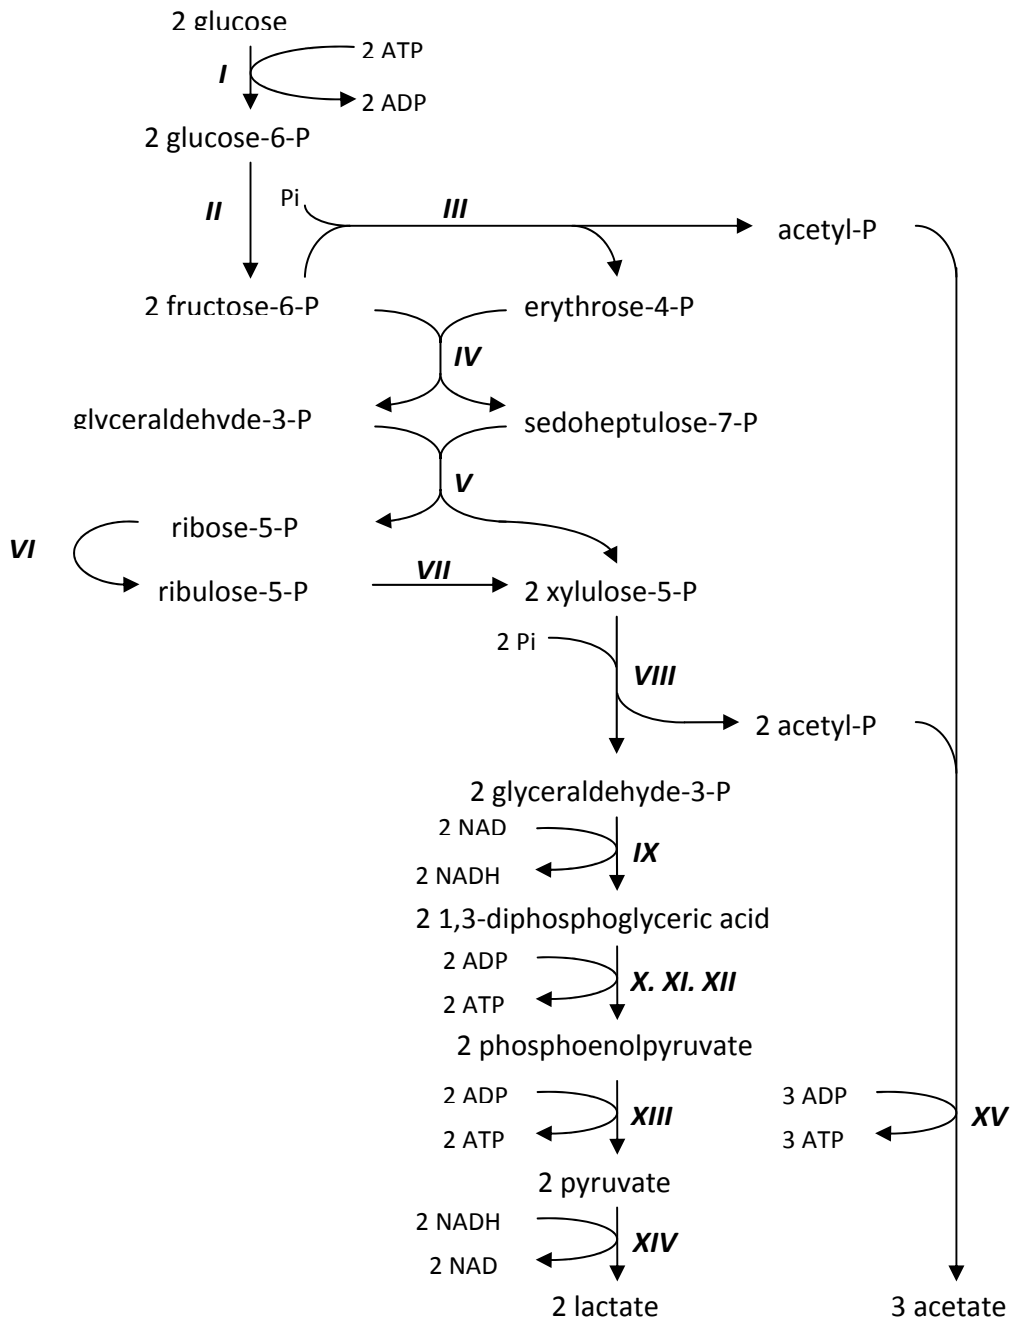 2 glucose
2 ATP
I
2 ADP
2 glucose-6-P
II
Pi
III
acetyl-P
2 fructose-6-P
erythrose-4-P
IV
glyceraldehyde-3-P
sedoheptulose-7-P
V
ribose-5-P
VI
ribulose-5-P
VII
2 xylulose-5-P
2 Pi
VIII
2 acetyl-P
2 glyceraldehyde-3-P
2 NAD
IX
2 NADH
2 1,3-diphosphoglyceric acid
2 ADP
X. XI. XII
2 ATP
2 phosphoenolpyruvate
2 ADP
3 ADP
XIII
XV
2 ATP
3 ATP
2 pyruvate
2 NADH
XIV
2 NAD
2 lactate
3 acetate